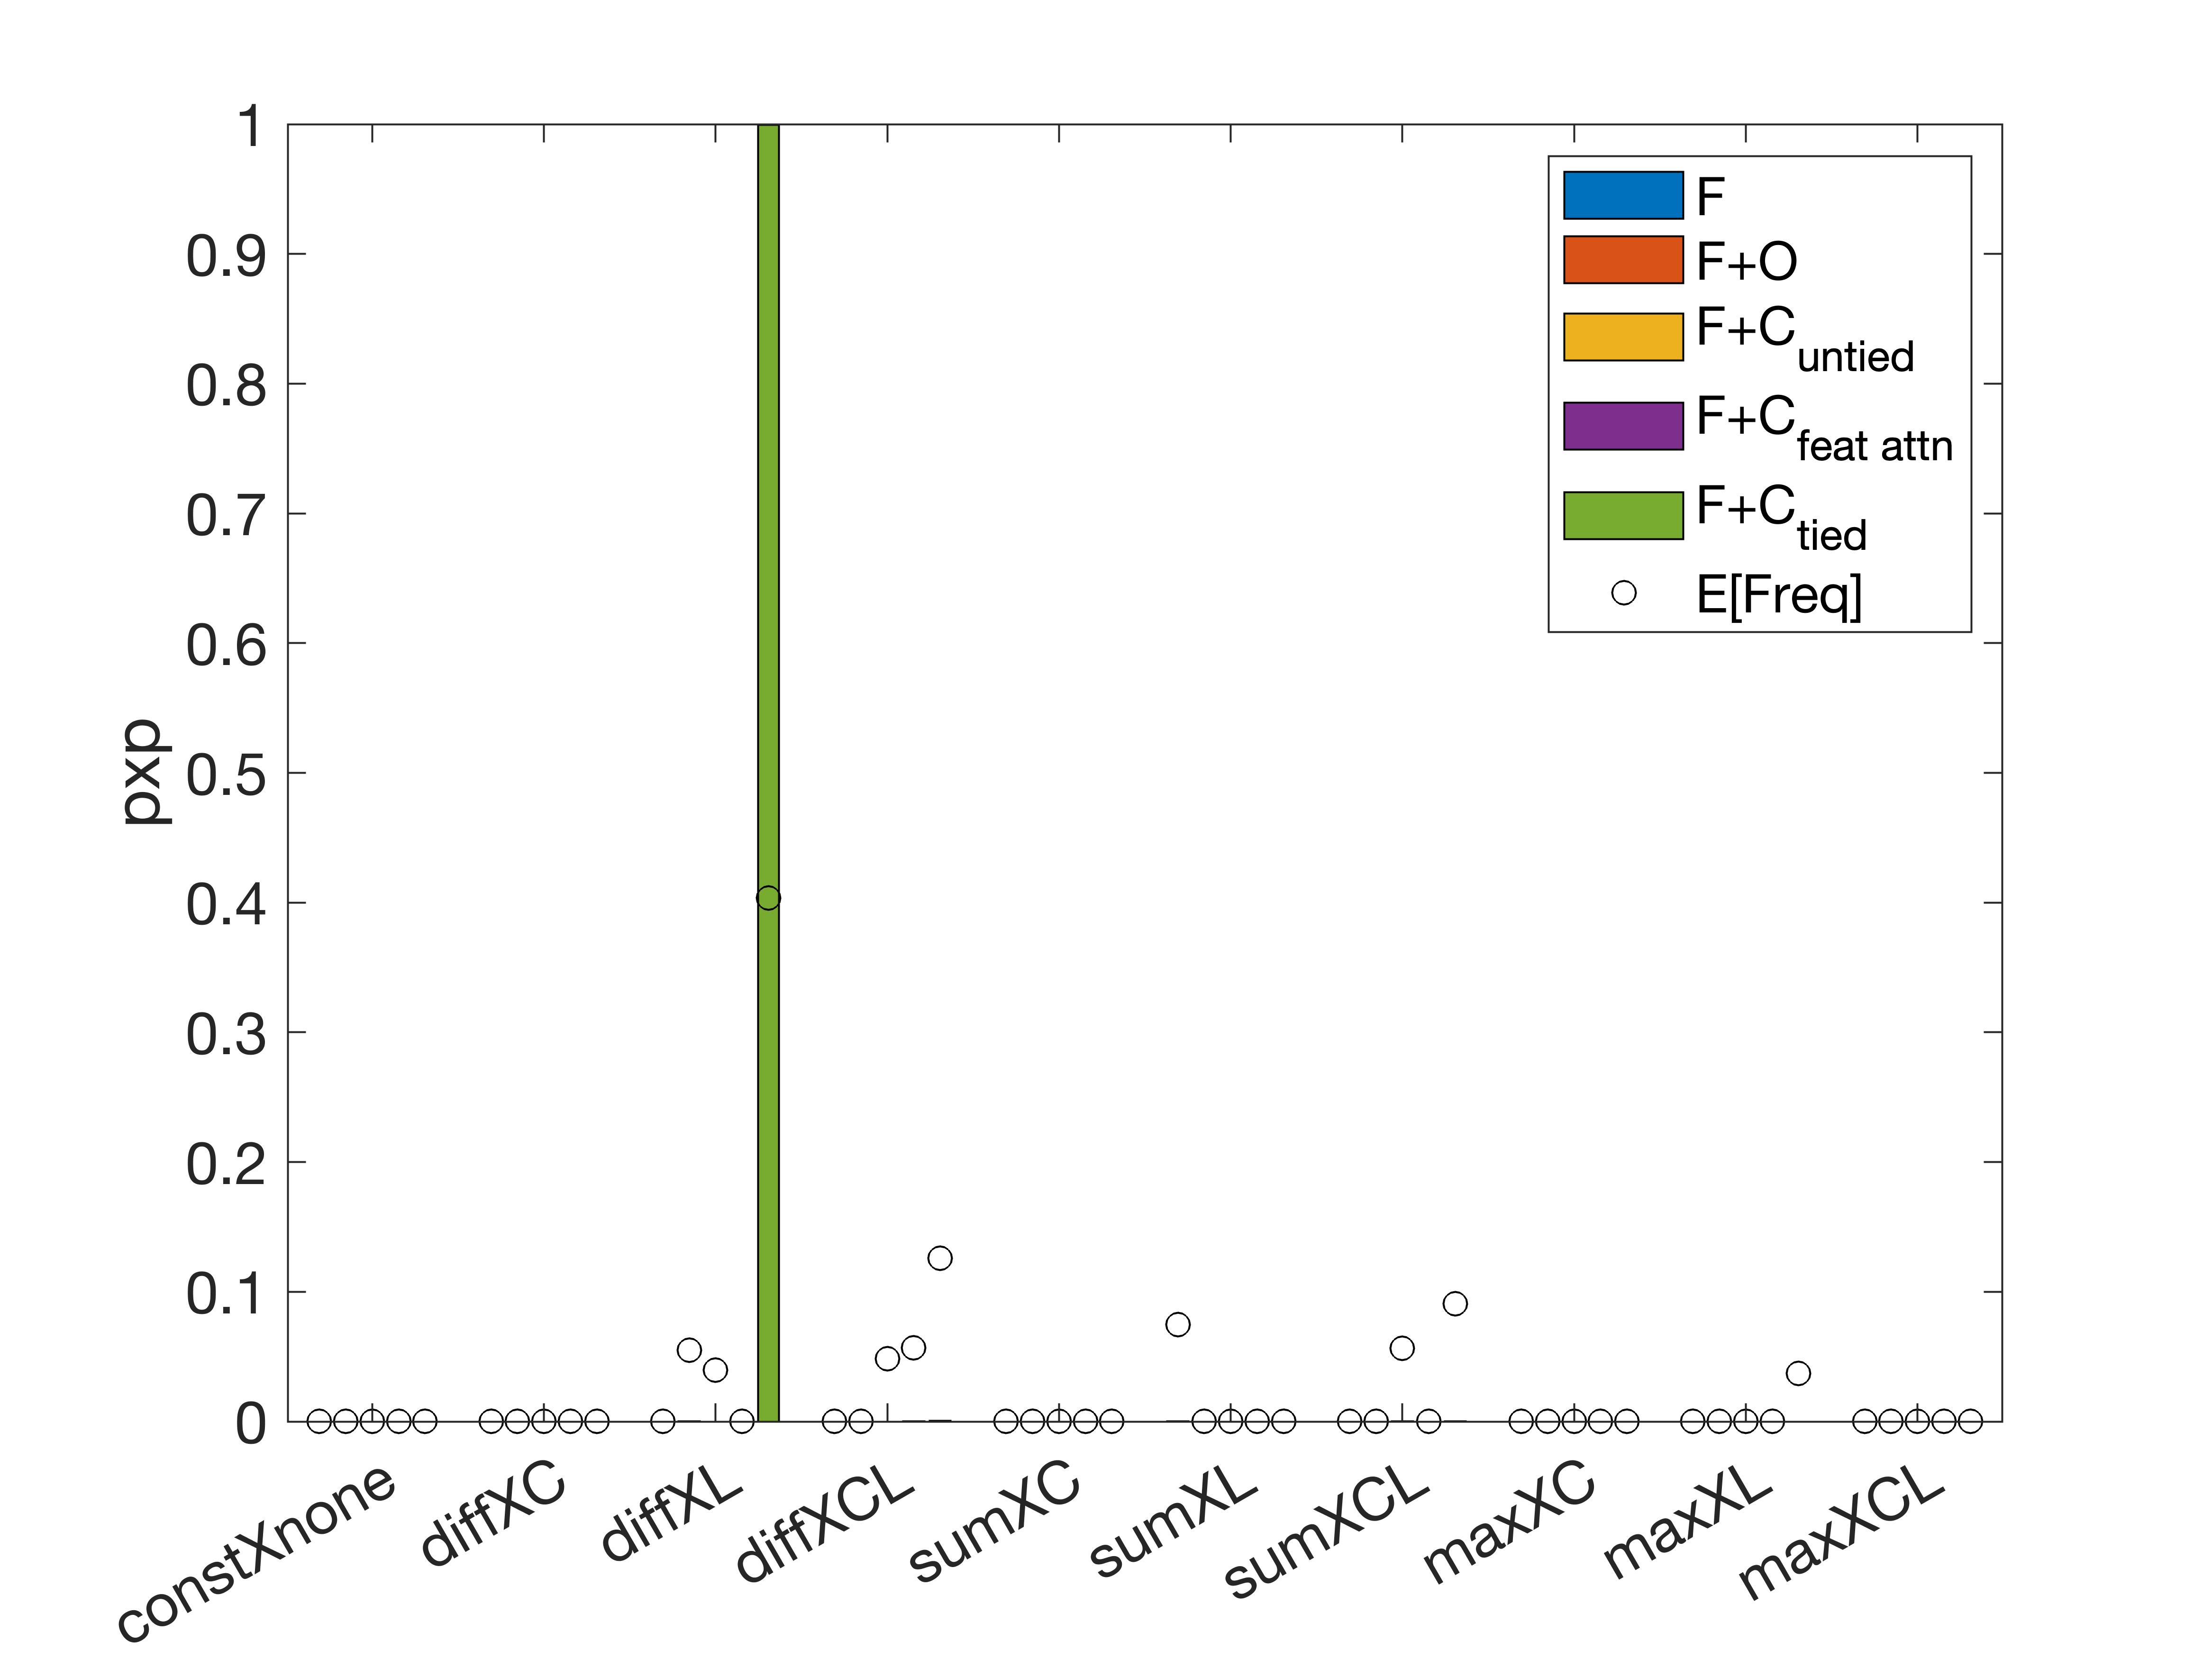 1
0.9
0.8
0.7
0.6
0.5
0.4
0.3
0.2
0.1
0
pxp
F
F+O
F+C untied
F+C feat attn
F+C tied
E[Freq]
constXnone
diffXC
diffXL
diffXCL
sumXC
sumXL
sumXCL
maxXC
maxXL
maxXCL